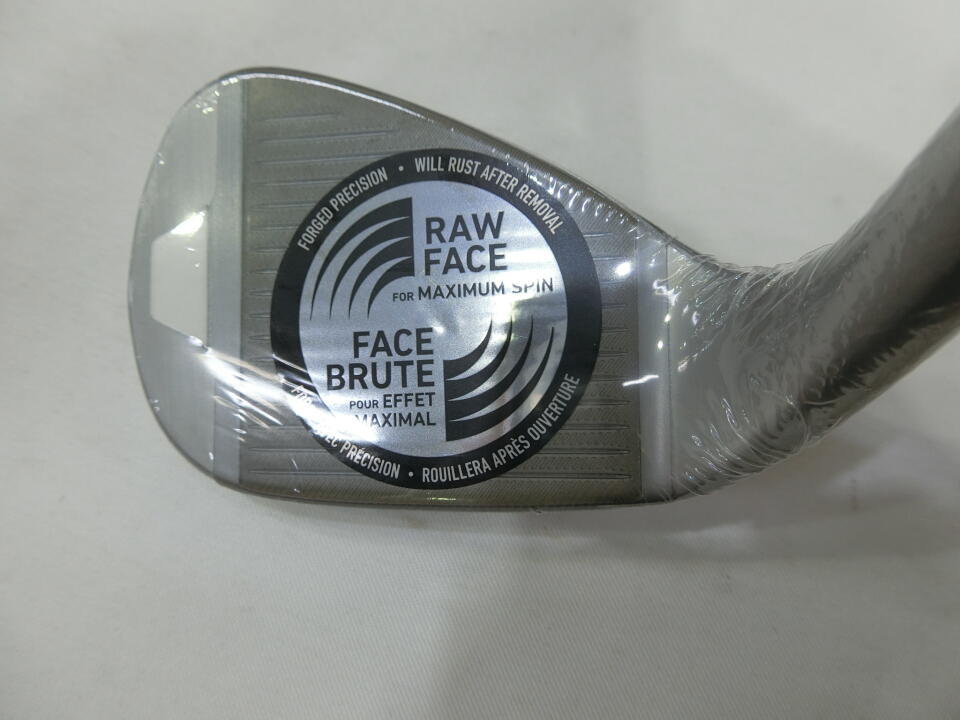 FORGED PRECISION • WILL RUST AFTER REMOVAL
RAW
FACE
FOR MAXIMUM SPIN
FACE
BRUTE
POUR EFFET
MAXIMAL
PRÉCISION • ROUILLERA APRÈS OUVERTURE